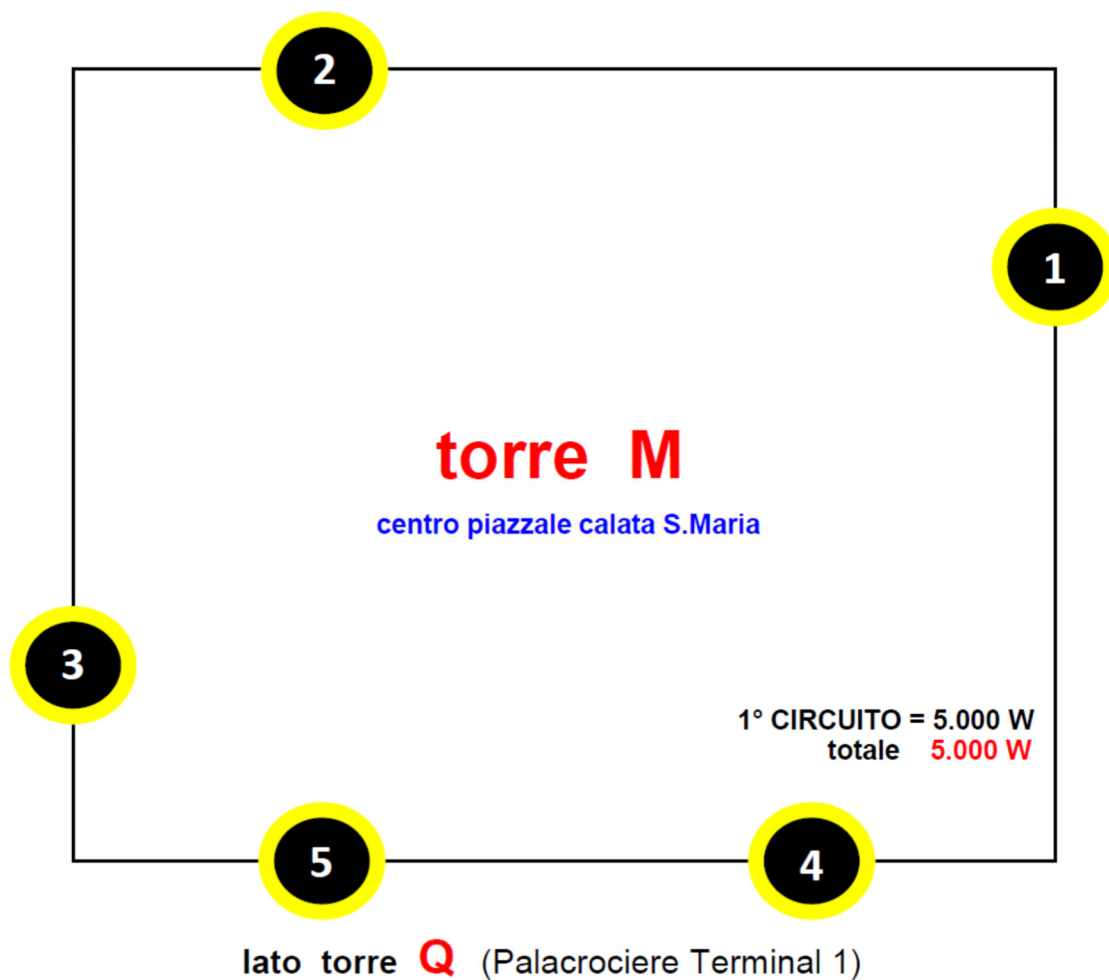 2
1
torre M
centro piazzale calata S.Maria
3
1° CIRCUITO = 5.000 W
totale 5.000 W
5
4
lato torre Q (Palacrociere Terminal 1)